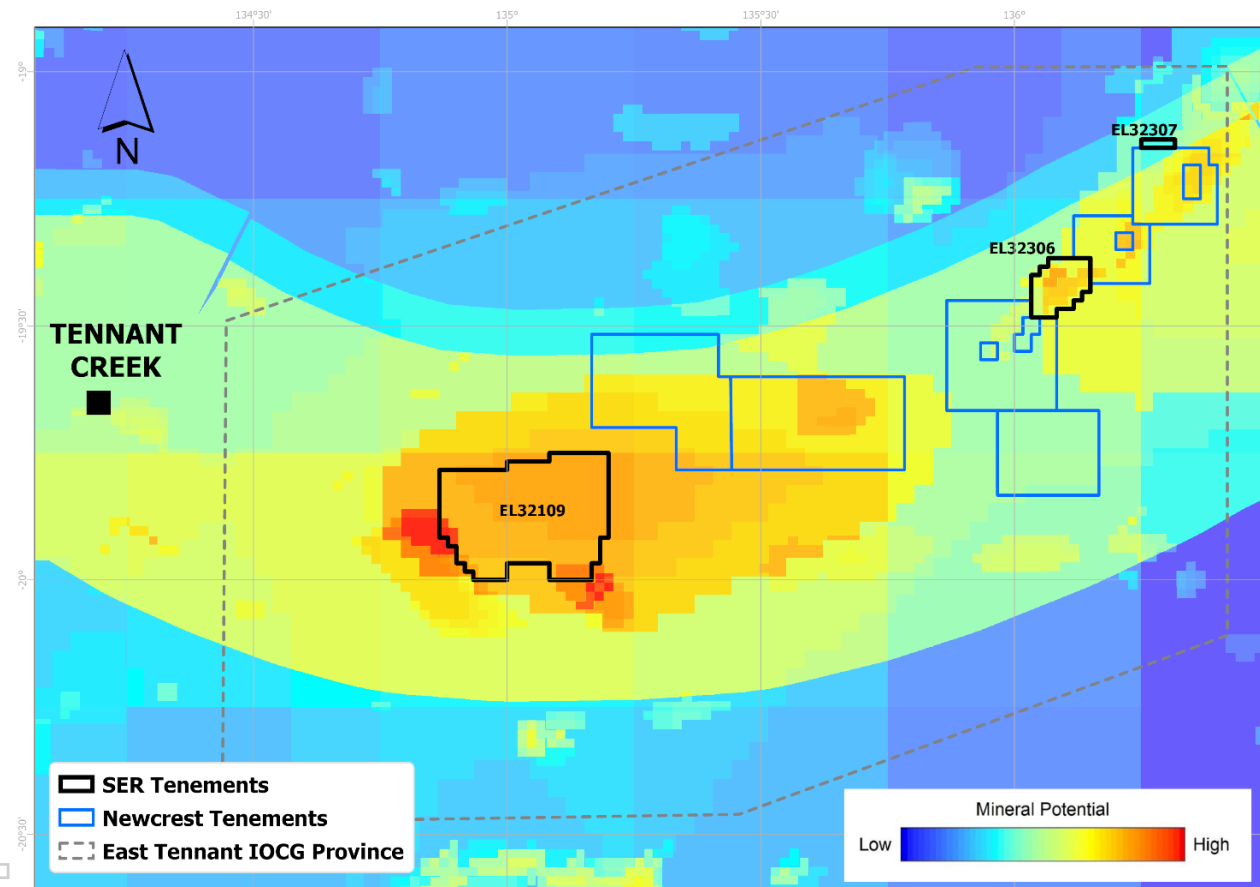 134°30'
135°
135°30'
136°
-19°
N
EL32307
EL32306
-19°30'
TENNANT
CREEK
EL32109
-20°
SER Tenements
Newcrest Tenements
East Tennant IOCG Province
-20°30'
Mineral Potential
Low
High